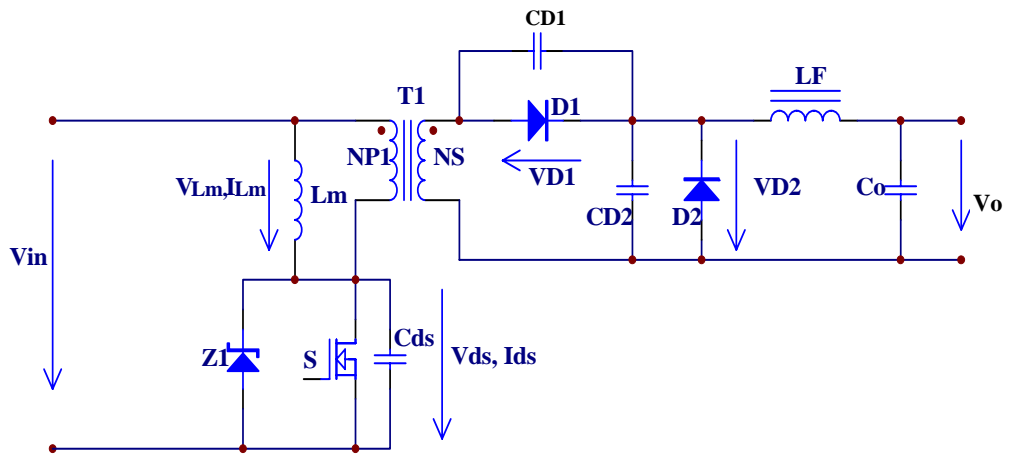 CD1
LF
T1
D1
NP1
NS
VD1
VLm,ILm
Lm
CD2
D2
VD2
Co
Vo
Vin
Z1
S
Cds
Vds, Ids